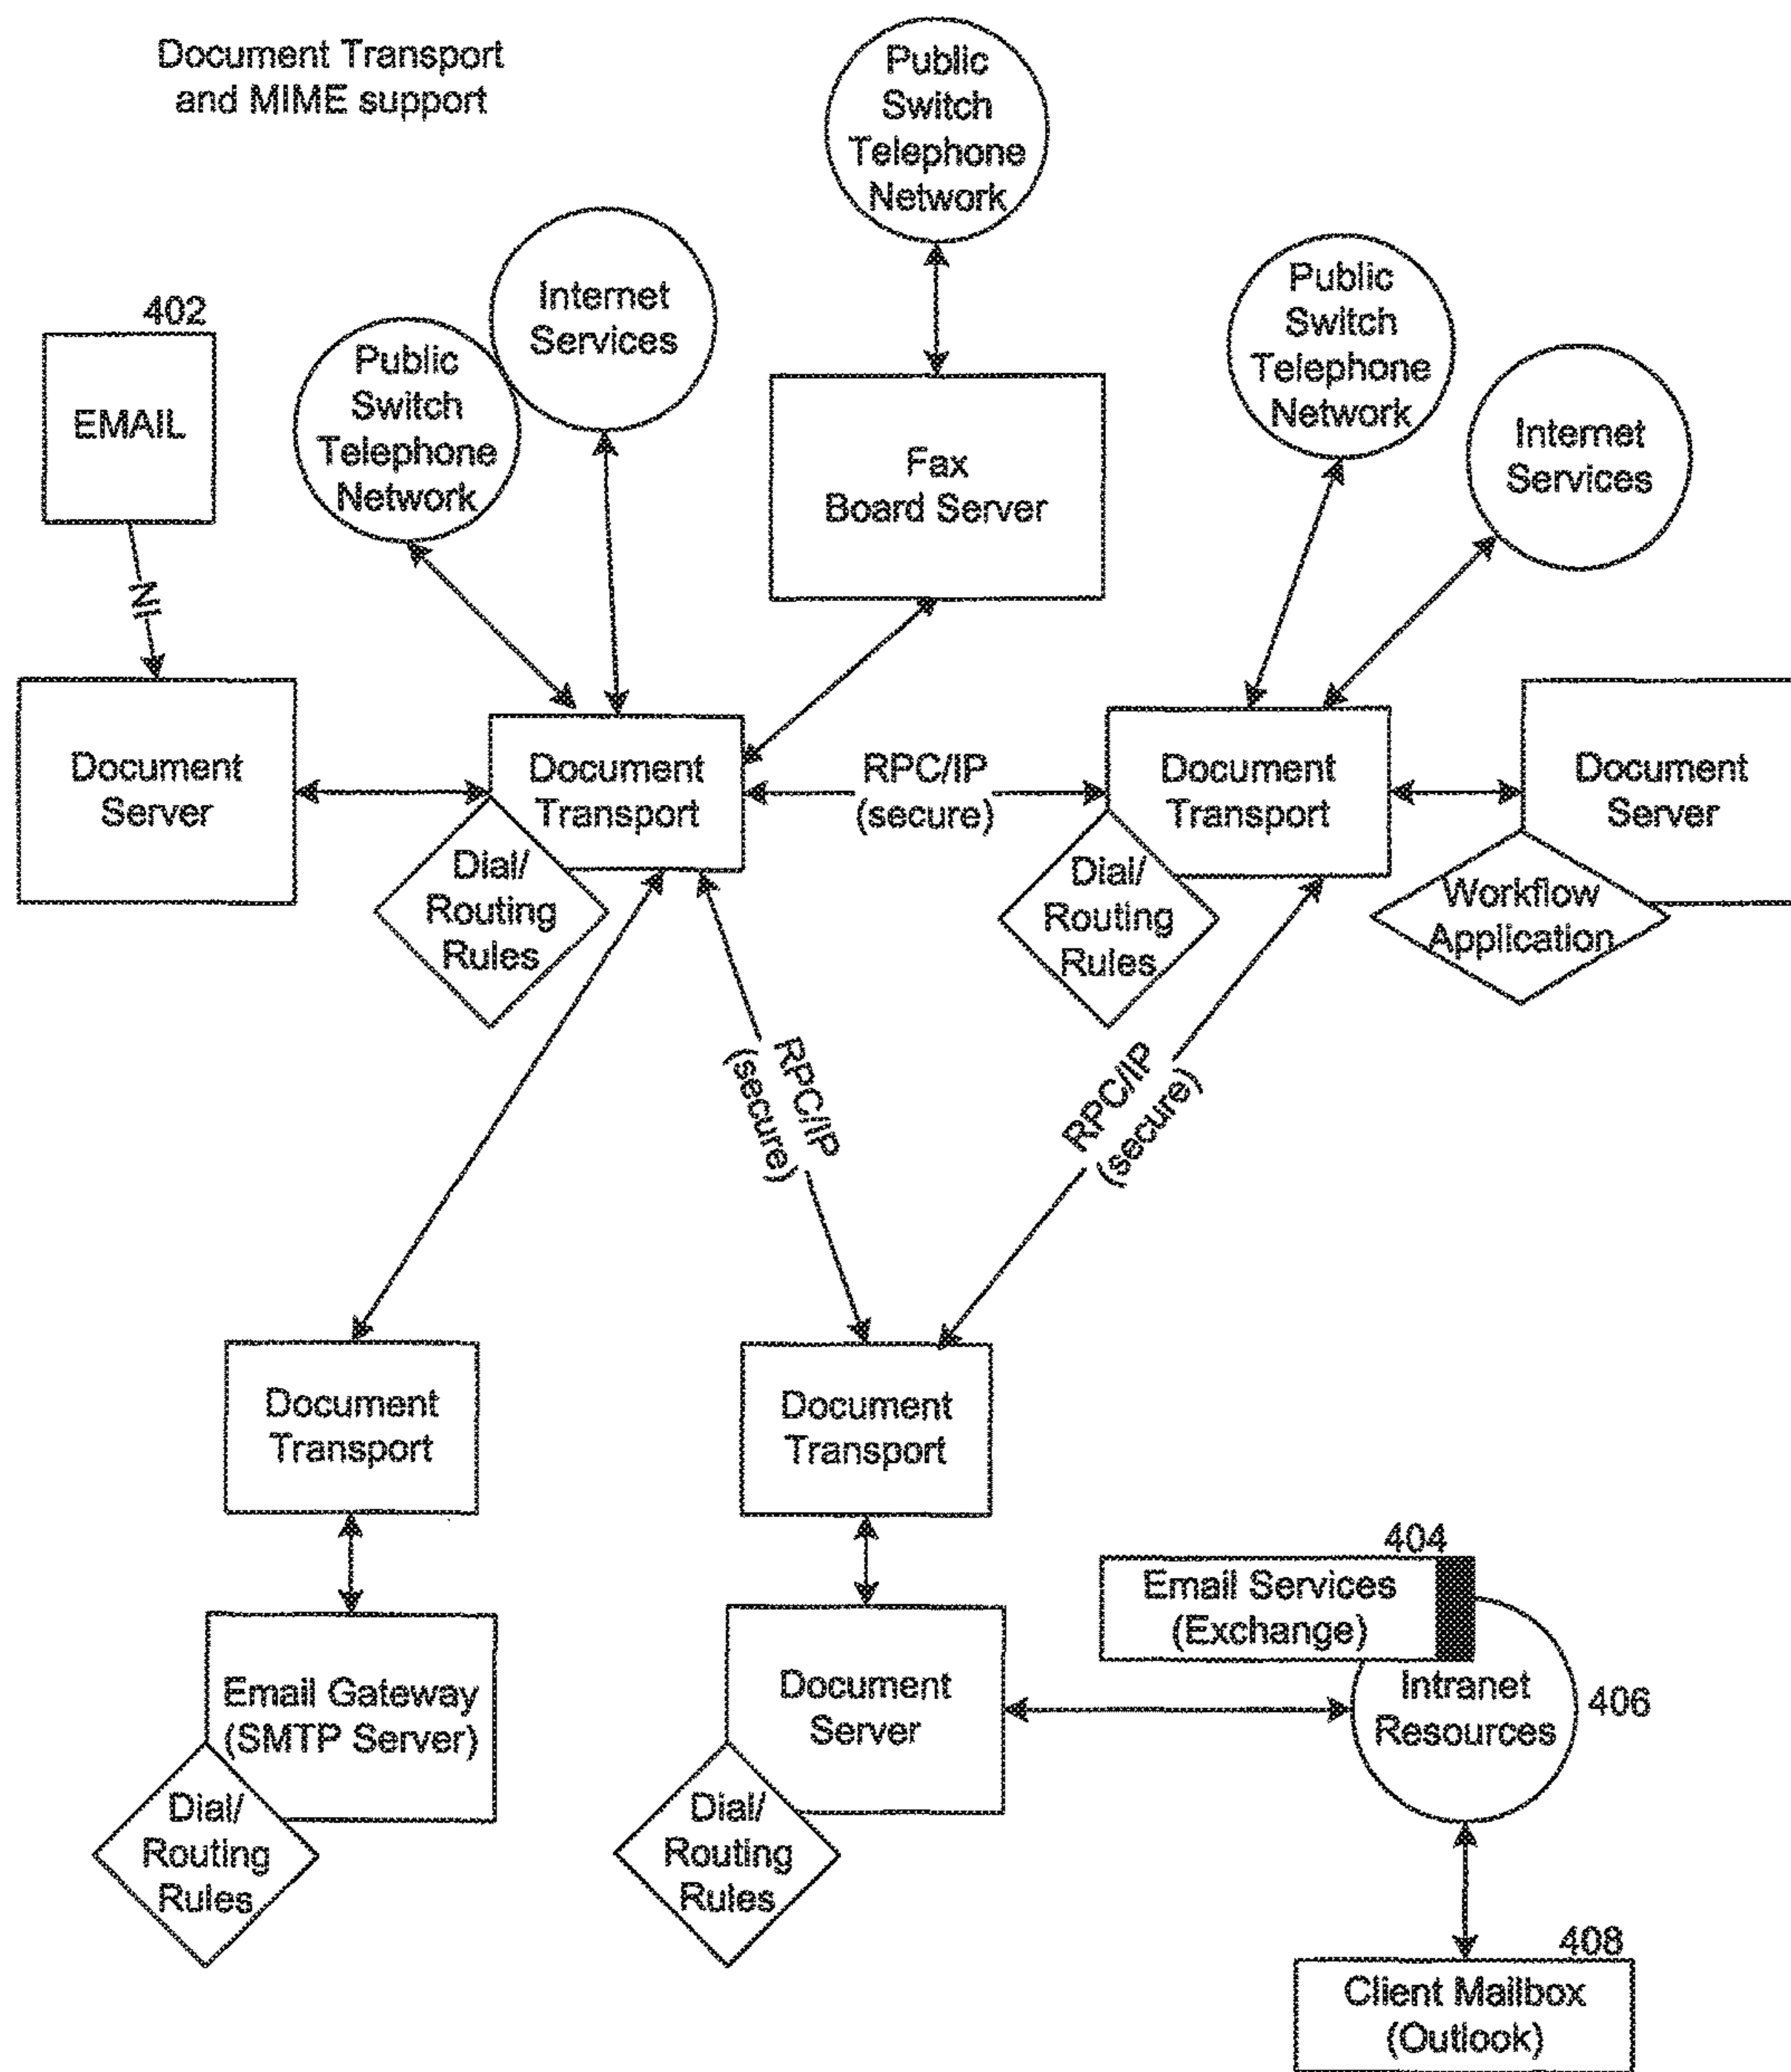 Document Transport
and MIME support
Public
Switch
Telephone
Network
Internet
Services
Public
Switch
Telephone
Network
402
EMAIL
Public
Switch
Telephone
Network
Internet
Services
Fax
Board Server
IN
Document
Server
Document
Transport
Dial/
Routing
Rules
RPC/IP
(secure)
Document
Transport
Dial/
Routing
Rules
Document
Server
Workflow
Application
RPC/IP
(secure)
RPC/IP
(secure)
Document
Transport
Document
Transport
Email Gateway
(SMTP Server)
Dial/
Routing
Rules
Document
Server
Dial/
Routing
Rules
404
Email Services
(Exchange)
Intranet
Resources
406
408
Client Mailbox
(Outlook)